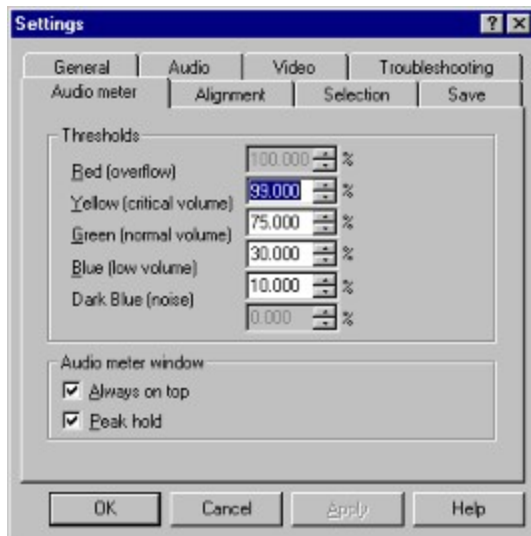 Settings
General Audio Video Troubleshooting
Audio meter Alignment Selection Save
Thresholds
100.000 %
Red (overflow)
99.000 %
Yellow (critical volume)
75.000 %
Green (normal volume)
30.000 %
Blue (low volume)
10.000 %
Dark Blue (noise)
0.000 %
Audio meter window
Always on top
Peak hold
OK Cancel Apply Help